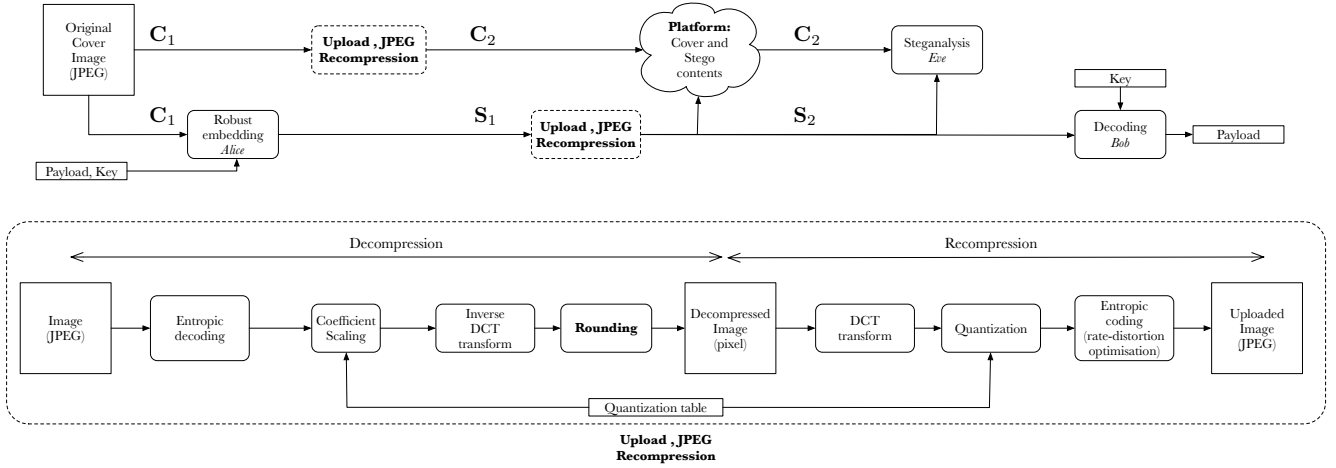 Original
Cover
Image
(JPEG)
C1
Upload , JPEG
Recompression
C2
Platform:
Cover and
Stego
contents
C2
Steganalysis
Eve
Key
C1
Robust
embedding
Alice
S1
Upload , JPEG
Recompression
S2
Decoding
Bob
Payload
Payload, Key
Decompression
Recompression
Image
(JPEG)
Entropic
decoding
Coefficient
Scaling
Inverse
DCT
transform
Rounding
Decompressed
Image
(pixel)
DCT
transform
Quantization
Entropic
coding
(rate-distortion
optimisation)
Uploaded
Image
(JPEG)
Quantization table
Upload , JPEG
Recompression